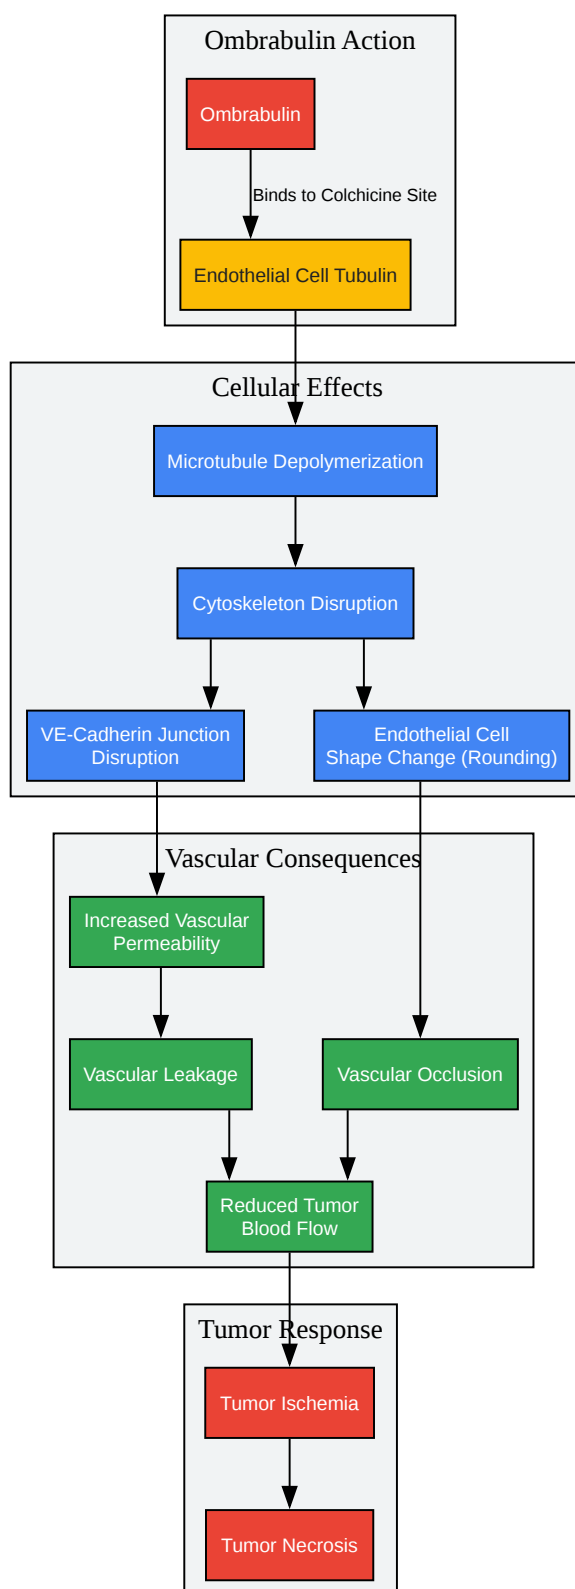 Ombrabulin Action
Ombrabulin
Binds to Colchicine Site
Endothelial Cell Tubulin
Cellular Effects
Microtubule Depolymerization
Cytoskeleton Disruption
VE-Cadherin Junction
Disruption
Endothelial Cell
Shape Change (Rounding)
Vascular Consequences
Increased Vascular
Permeability
Vascular Leakage
Vascular Occlusion
Reduced Tumor
Blood Flow
Tumor Response
Tumor Ischemia
Tumor Necrosis